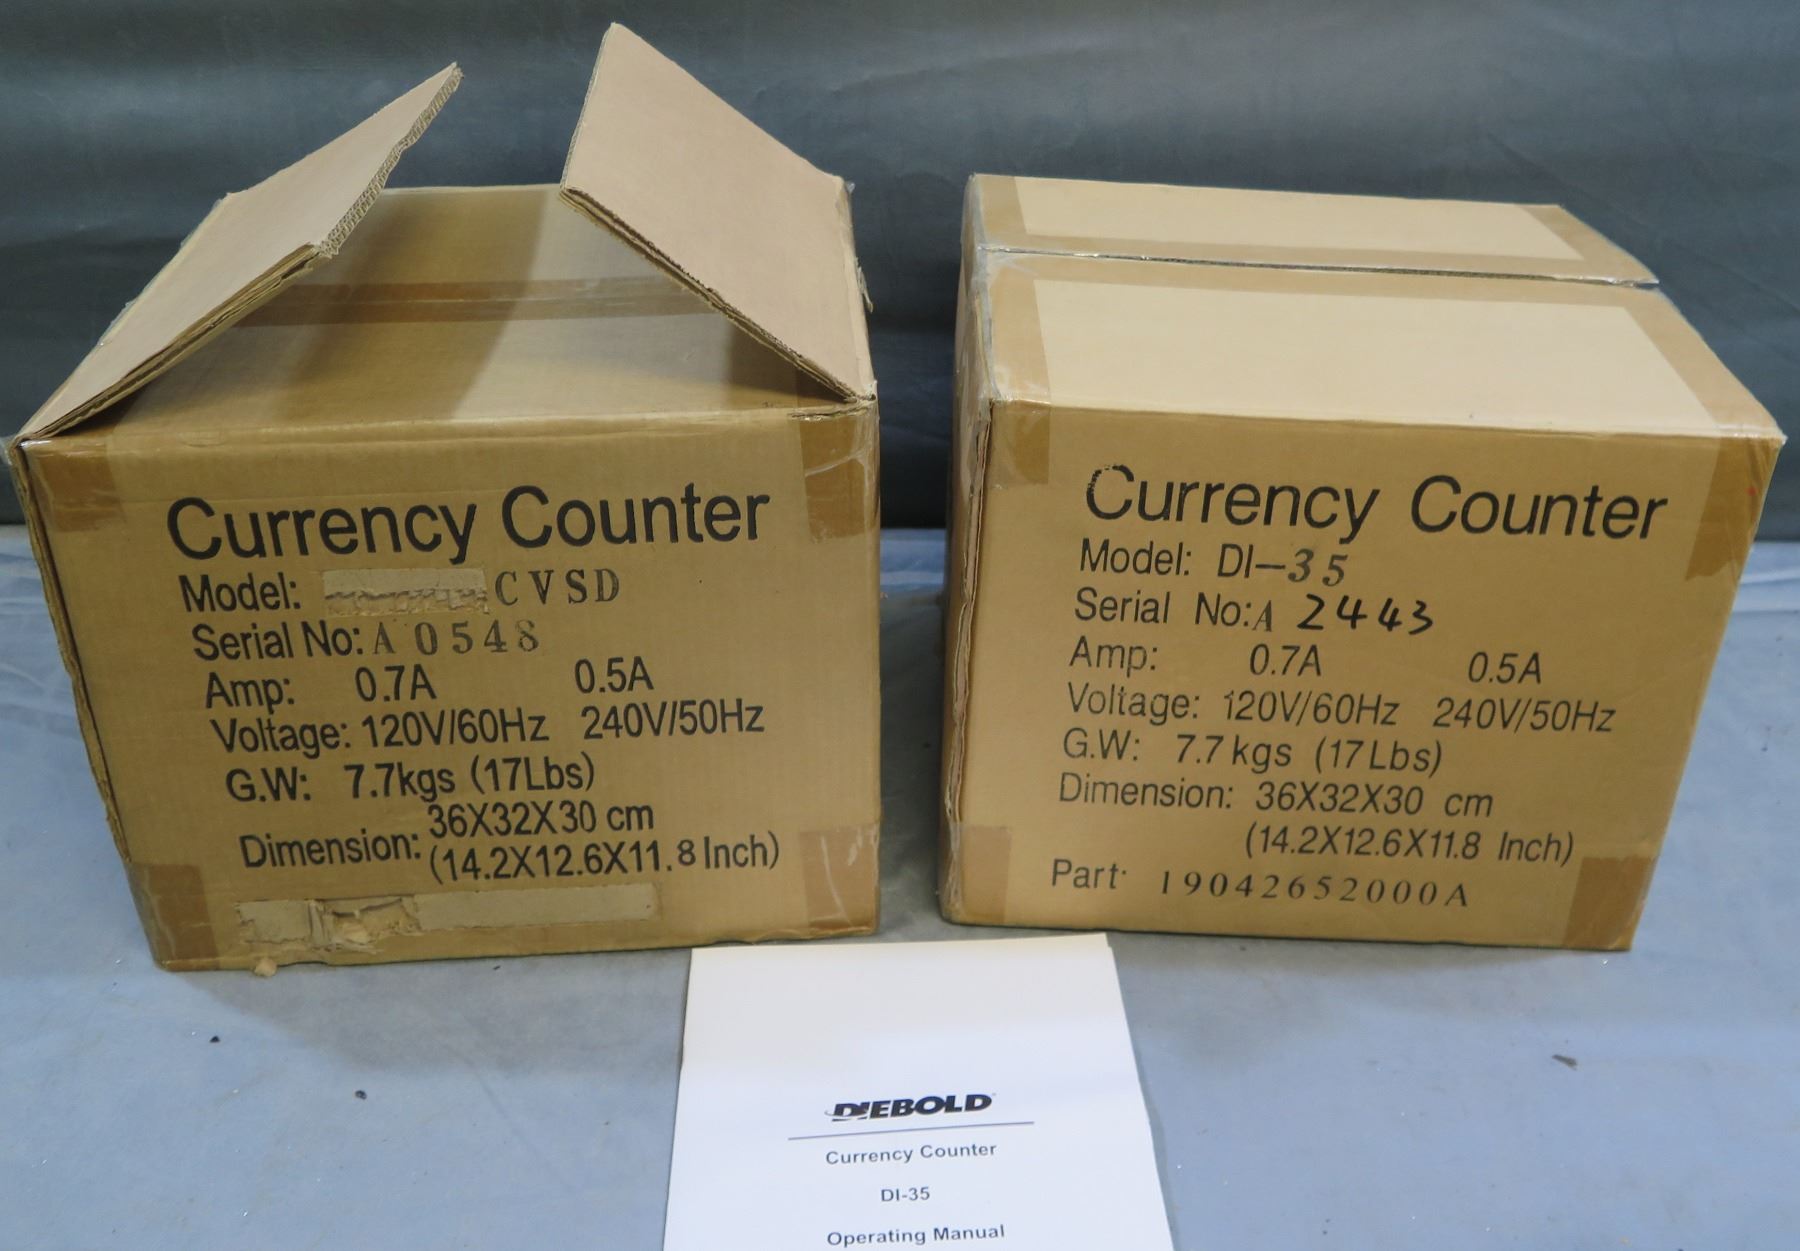 Currency Counter
Model: CVSD
Serial No: A 0548
Amp: 0.7A 0.5A
Voltage: 120V/60Hz 240V/50Hz
G.W: 7.7kgs (17Lbs)
Dimension: 36X32X30 cm
(14.2X12.6X11.8 Inch)
Currency Counter
Model: DI-35
Serial No: A 2443
Amp: 0.7A 0.5A
Voltage: 120V/60Hz 240V/50Hz
G.W: 7.7kgs (17Lbs)
Dimension: 36X32X30 cm
(14.2X12.6X11.8 Inch)
Part· 19042652000A
DIEBOLD
Currency Counter
DI-35
Operating Manual